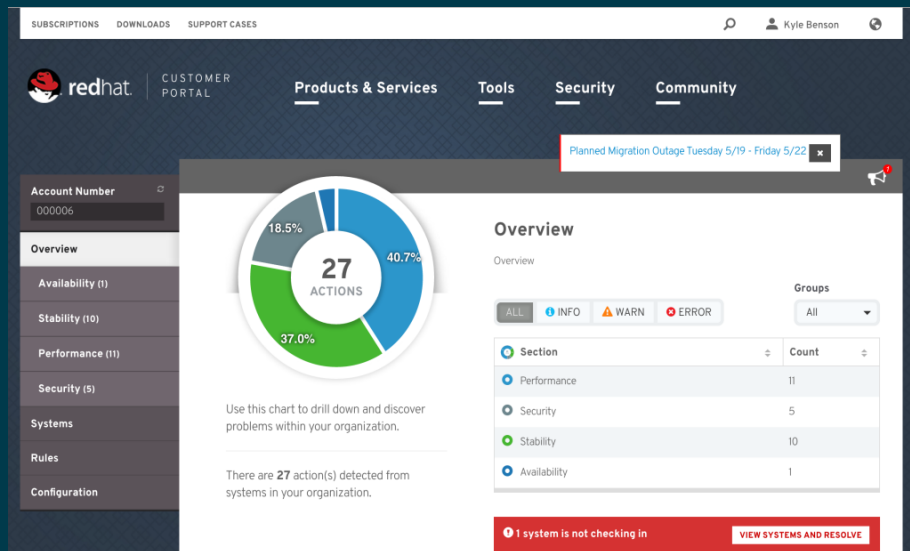 SUBSCRIPTIONS DOWNLOADS SUPPORT CASES Kyle Benson
redhat. CUSTOMER PORTAL
Products & Services Tools Security Community
Planned Migration Outage Tuesday 5/19 - Friday 5/22 ×
Account Number
000006
Overview
Availability (1)
Stability (10)
Performance (11)
Security (5)
Systems
Rules
Configuration
18.5%
40.7%
37.0%
27
ACTIONS
Use this chart to drill down and discover
problems within your organization.
There are 27 action(s) detected from
systems in your organization.
Overview
Overview
Groups
ALL INFO WARN ERROR All
Section Count
Performance 11
Security 5
Stability 10
Availability 1
1 system is not checking in VIEW SYSTEMS AND RESOLVE